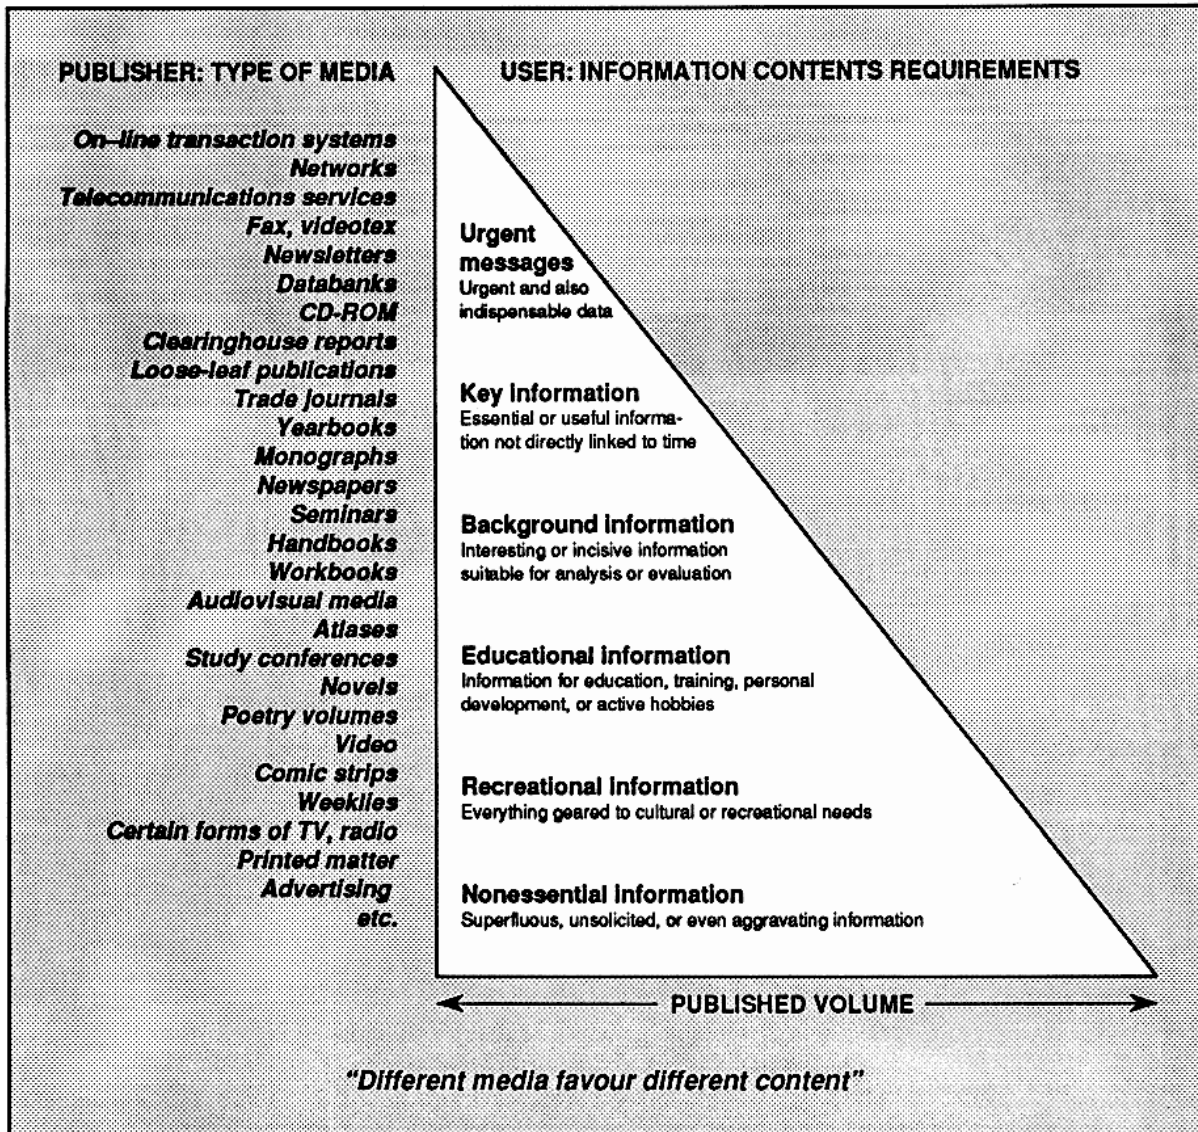 PUBLISHER: TYPE OF MEDIA
On–line transaction systems
Networks
Telecommunications services
Fax, videotex
Newsletters
Databanks
CD-ROM
Clearinghouse reports
Loose-leaf publications
Trade journals
Yearbooks
Monographs
Newspapers
Seminars
Handbooks
Workbooks
Audiovisual media
Atlases
Study conferences
Novels
Poetry volumes
Video
Comic strips
Weeklies
Certain forms of TV, radio
Printed matter
Advertising
etc.
USER: INFORMATION CONTENTS REQUIREMENTS
Urgent
messages
Urgent and also
indispensable data
Key information
Essential or useful informa-
tion not directly linked to time
Background information
Interesting or incisive information
suitable for analysis or evaluation
Educational information
Information for education, training, personal
development, or active hobbies
Recreational information
Everything geared to cultural or recreational needs
Nonessential information
Superfluous, unsolicited, or even aggravating information
PUBLISHED VOLUME
"Different media favour different content"